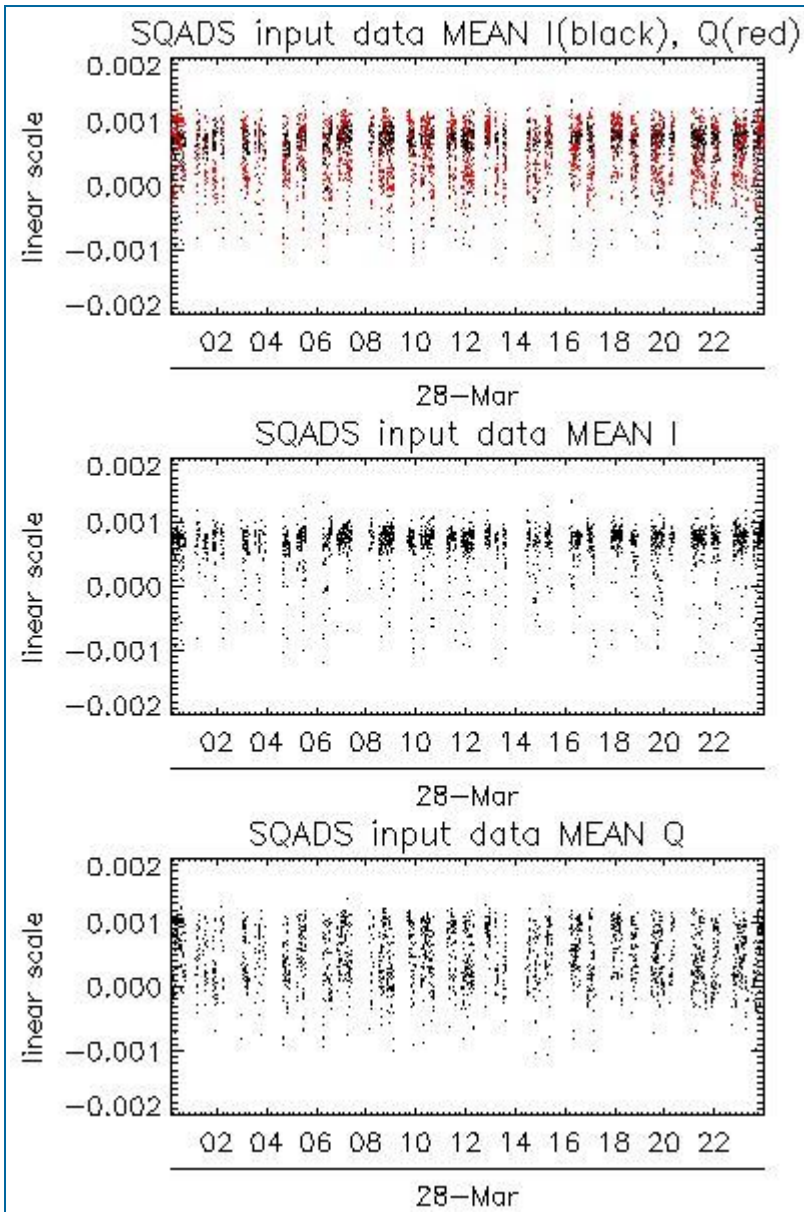 SQADS input data MEAN I(black), Q(red)
0.002
0.001
0.000
-0.001
-0.002
linear scale
02 04 06 08 10 12 14 16 18 20 22
28-Mar
SQADS input data MEAN I
0.002
0.001
0.000
-0.001
-0.002
linear scale
02 04 06 08 10 12 14 16 18 20 22
28-Mar
SQADS input data MEAN Q
0.002
0.001
0.000
-0.001
-0.002
linear scale
02 04 06 08 10 12 14 16 18 20 22
28-Mar